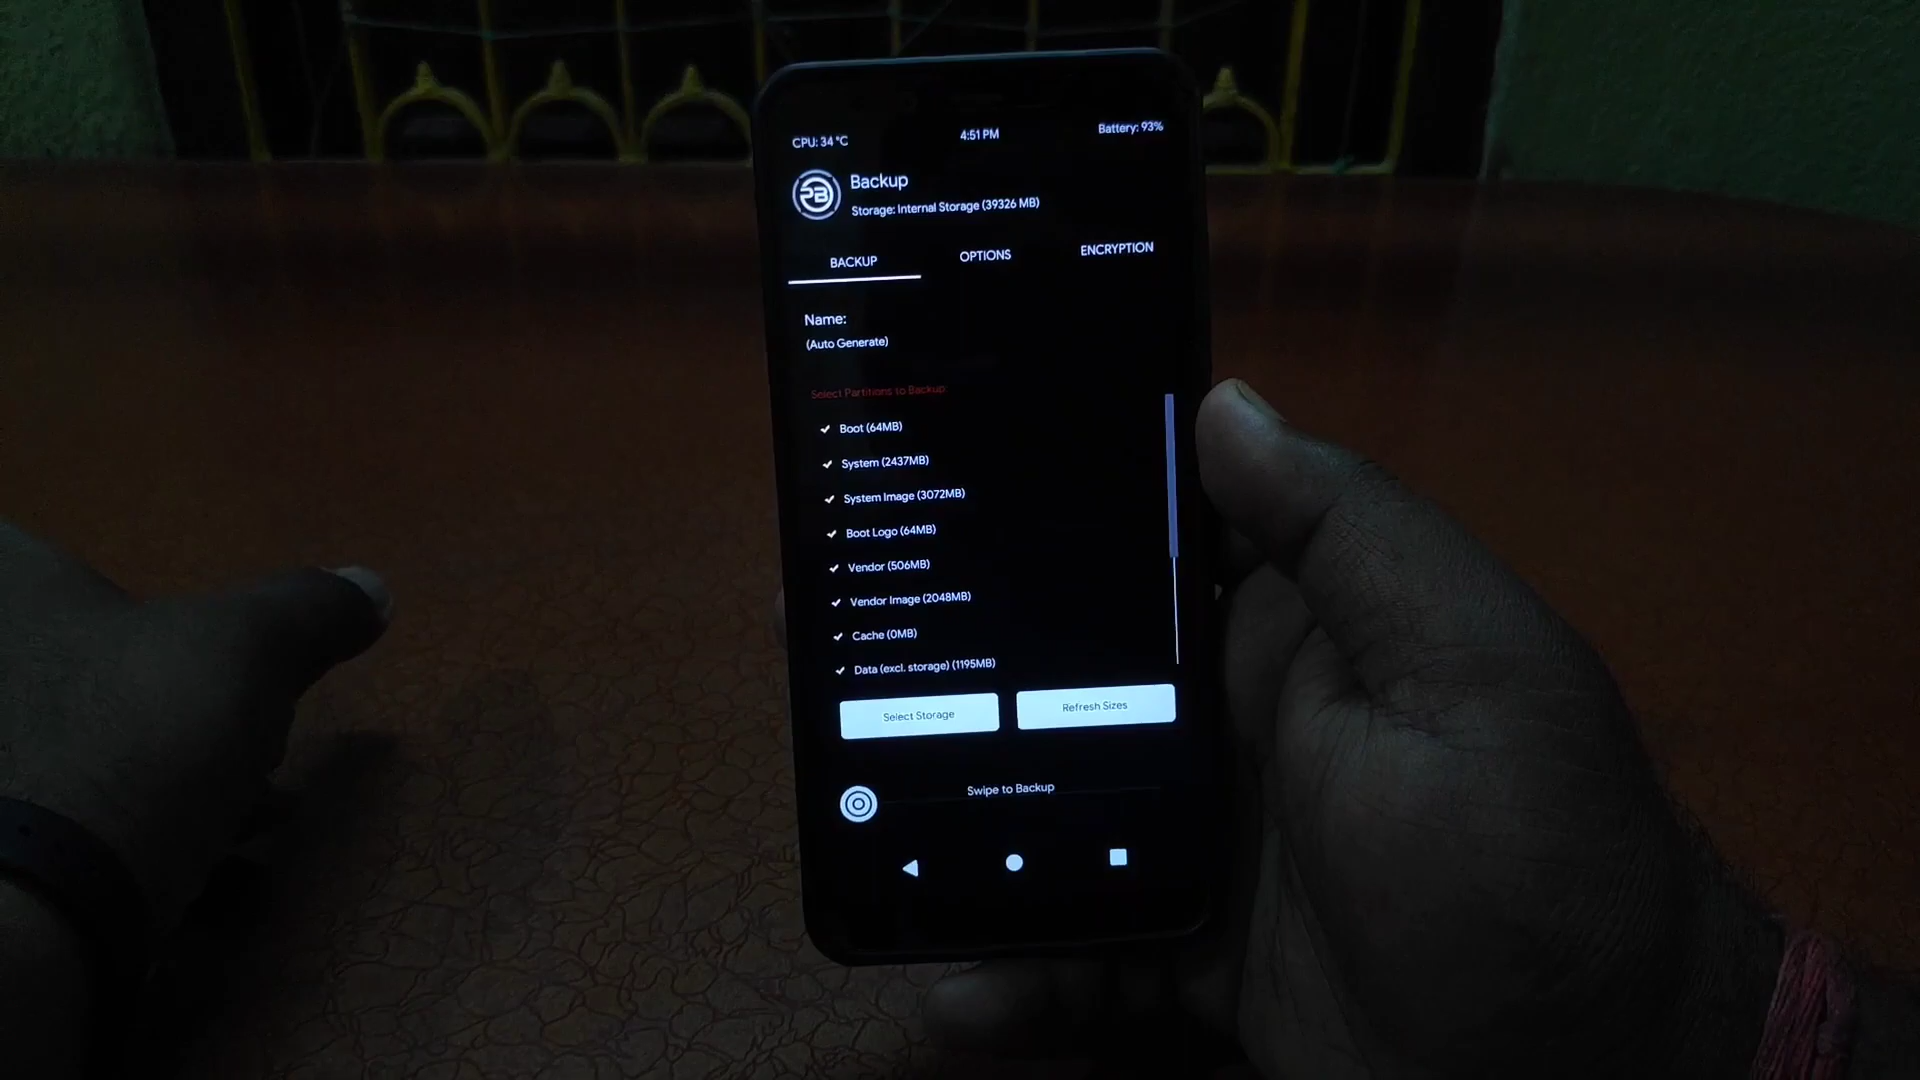 CPU: 34 °C
4:51 PM
Battery: 93%
PB
Backup
Storage: Internal Storage (39326 MB)
BACKUP
OPTIONS
ENCRYPTION
Name:
(Auto Generate)
Select Partitions to Backup:
Boot (64MB)
System (2437MB)
System Image (3072MB)
Boot Logo (64MB)
Vendor (506MB)
Vendor Image (2048MB)
Cache (0MB)
Data (excl. storage) (1195MB)
Select Storage
Refresh Sizes
Swipe to Backup